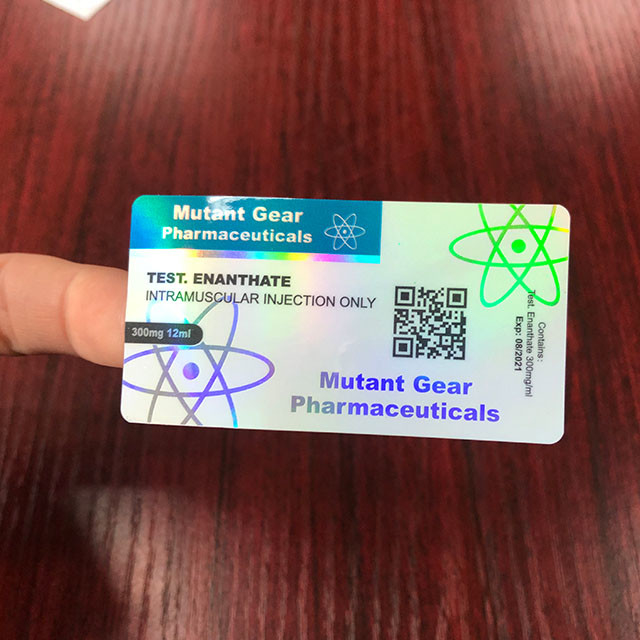 Mutant Gear
Pharmaceuticals
TEST. ENANTHATE
INTRAMUSCULAR INJECTION ONLY
300mg 12ml
Mutant Gear
Pharmaceuticals
Contains :
Test. Enanthate 300mg/ml
Exp: 08/2021